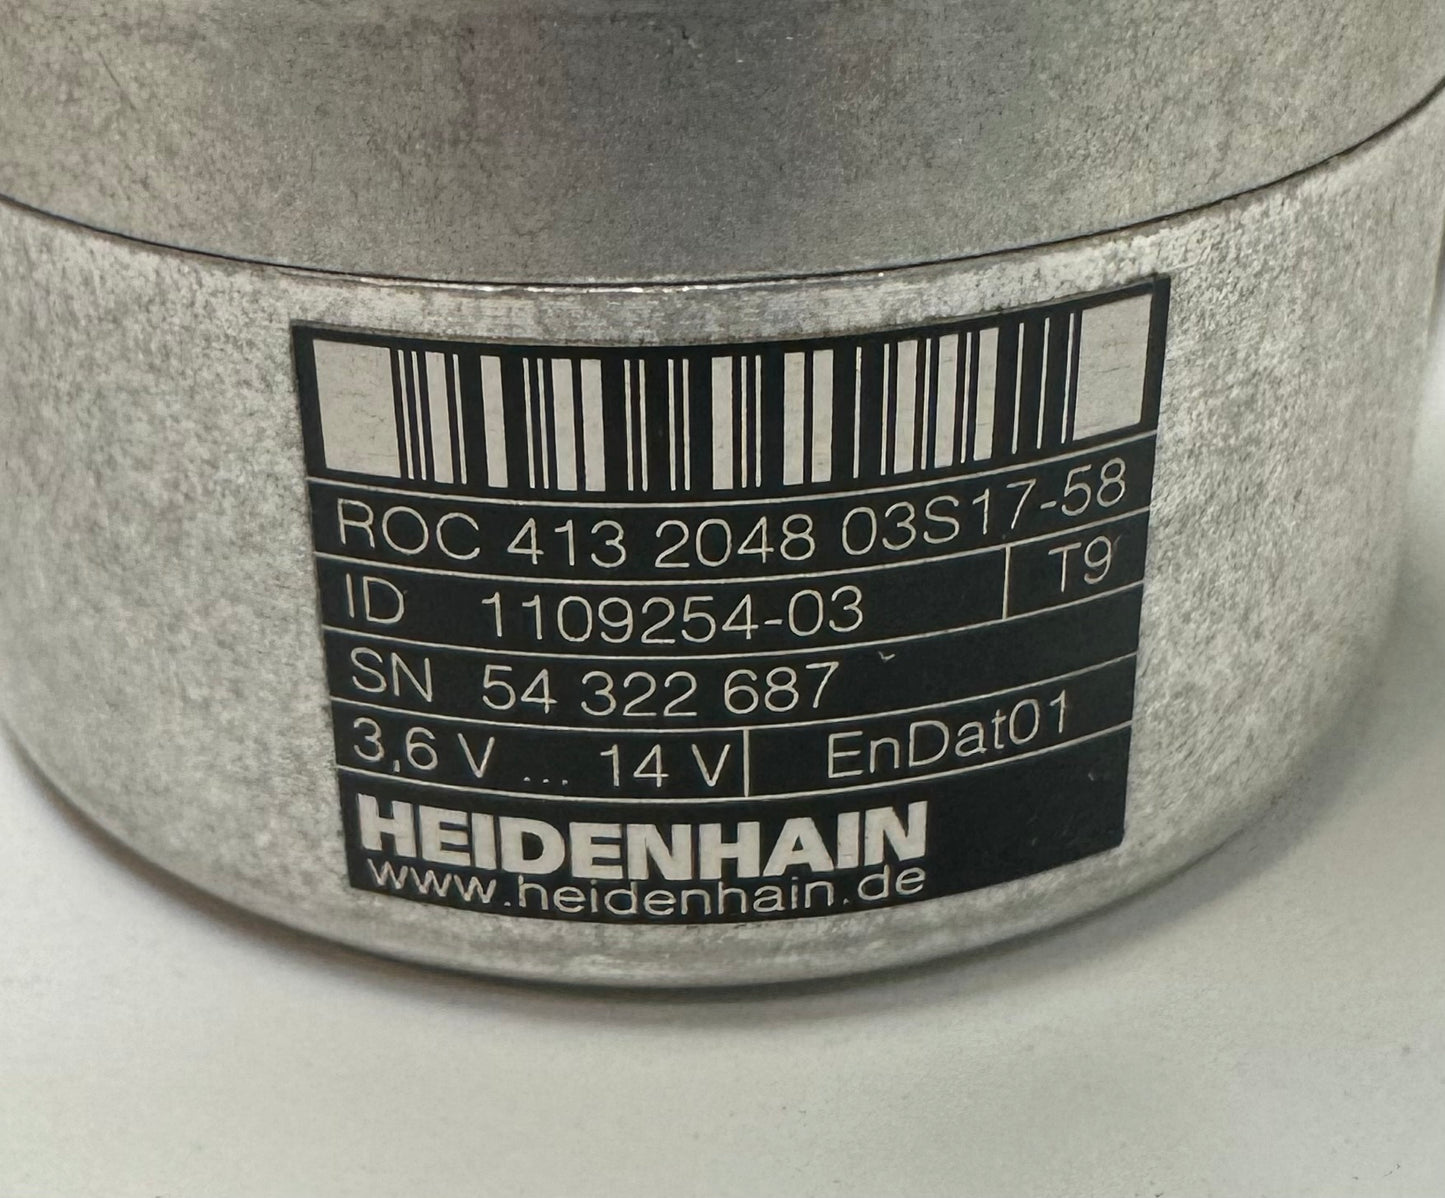 ROC 413 2048 03S17-58
ID 1109254-03 T9
SN 54 322 687
3,6 V ... 14 V EnDat01
HEIDENHAIN
www.heidenhain.de